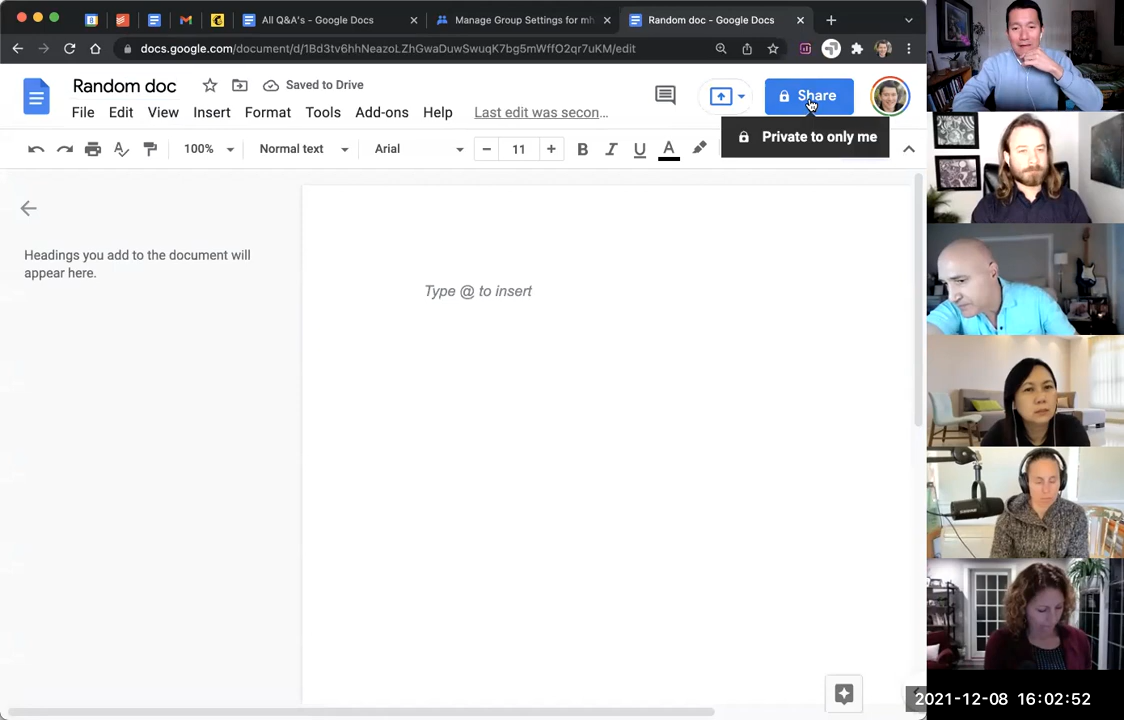 All Q&A's - Google Docs
Manage Group Settings for mh
Random doc - Google Docs
docs.google.com/document/d/1Bd3tv6hhNeazoLZhGwaDuwSwuqK7bg5mWffO2qr7uKM/edit
Random doc
Saved to Drive
Share
File Edit View Insert Format Tools Add-ons Help Last edit was secon...
Private to only me
100% Normal text Arial 11 B I U A
Headings you add to the document will
appear here.
Type @ to insert
2021-12-08 16:02:52